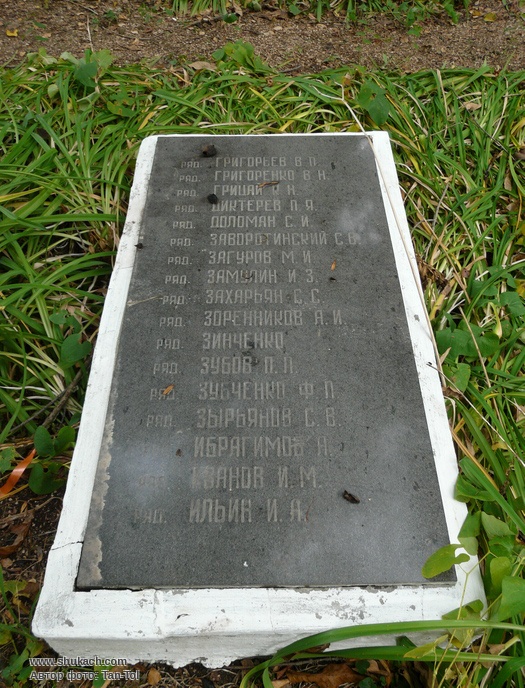 РЯД. ГРИГОРЬЕВ В. П.
РЯД. ГРИГОРЕНКО В. Н.
РЯД. ГРИЦАЙ Н.
РЯД. ДИКТЕРЕВ П. Я.
РЯД. ДОЛОМАН С. И.
РЯД. ЗАВОРОТИНСКИЙ С.
РЯД. ЗАГУРОВ М. И.
РЯД. ЗАМУЛИН И. З.
РЯД. ЗАХАРЬЯН С. С.
РЯД. ЗОРЕННИКОВ А. И.
РЯД. ЗИНЧЕНКО
РЯД. ЗУБОВ П. П.
РЯД. ЗУБЧЕНКО Ф. П.
РЯД. ЗЫРЬЯНОВ С. В.
ИБРАГИМОВ А.
РЯД. ИВАНОВ И. М.
РЯД. ИЛЬИН И. А.
www.shukach.com
Автор фото: Tan-Tol